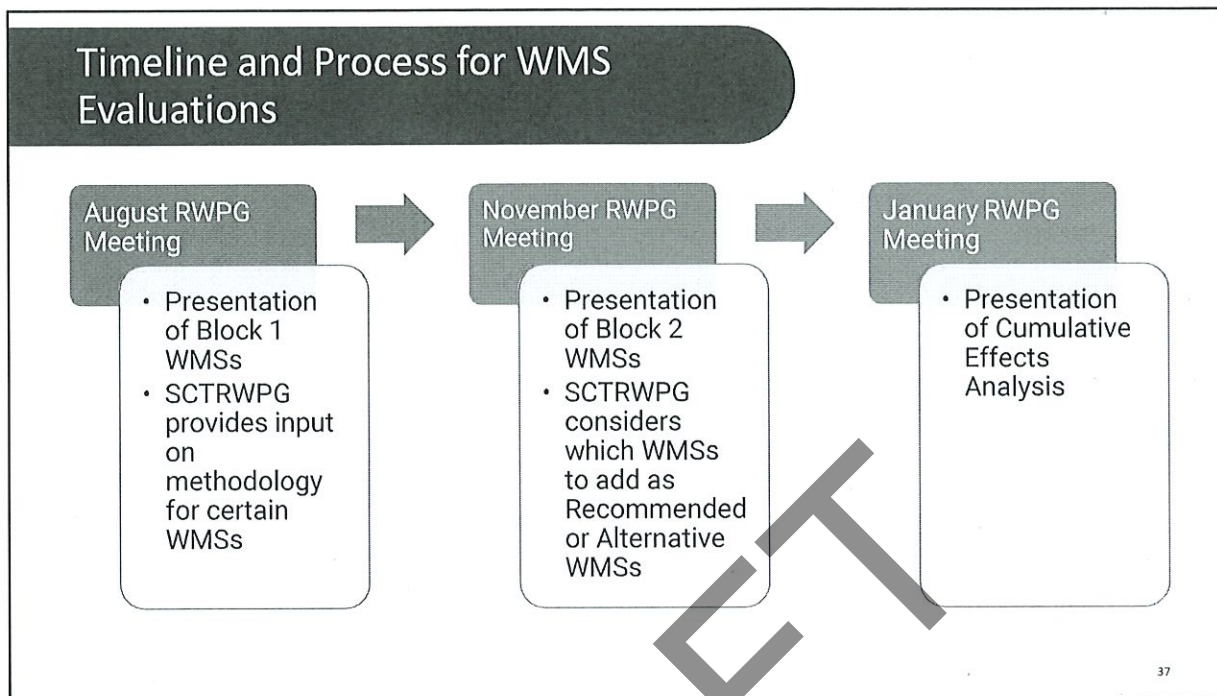 Timeline and Process for WMS
Evaluations
August RWPG
Meeting
• Presentation
of Block 1
WMSs
• SCTRWPG
provides input
on
methodology
for certain
WMSs
November RWPG
Meeting
• Presentation
of Block 2
WMSs
• SCTRWPG
considers
which WMSs
to add as
Recommended
or Alternative
WMSs
January RWPG
Meeting
• Presentation
of Cumulative
Effects
Analysis
37